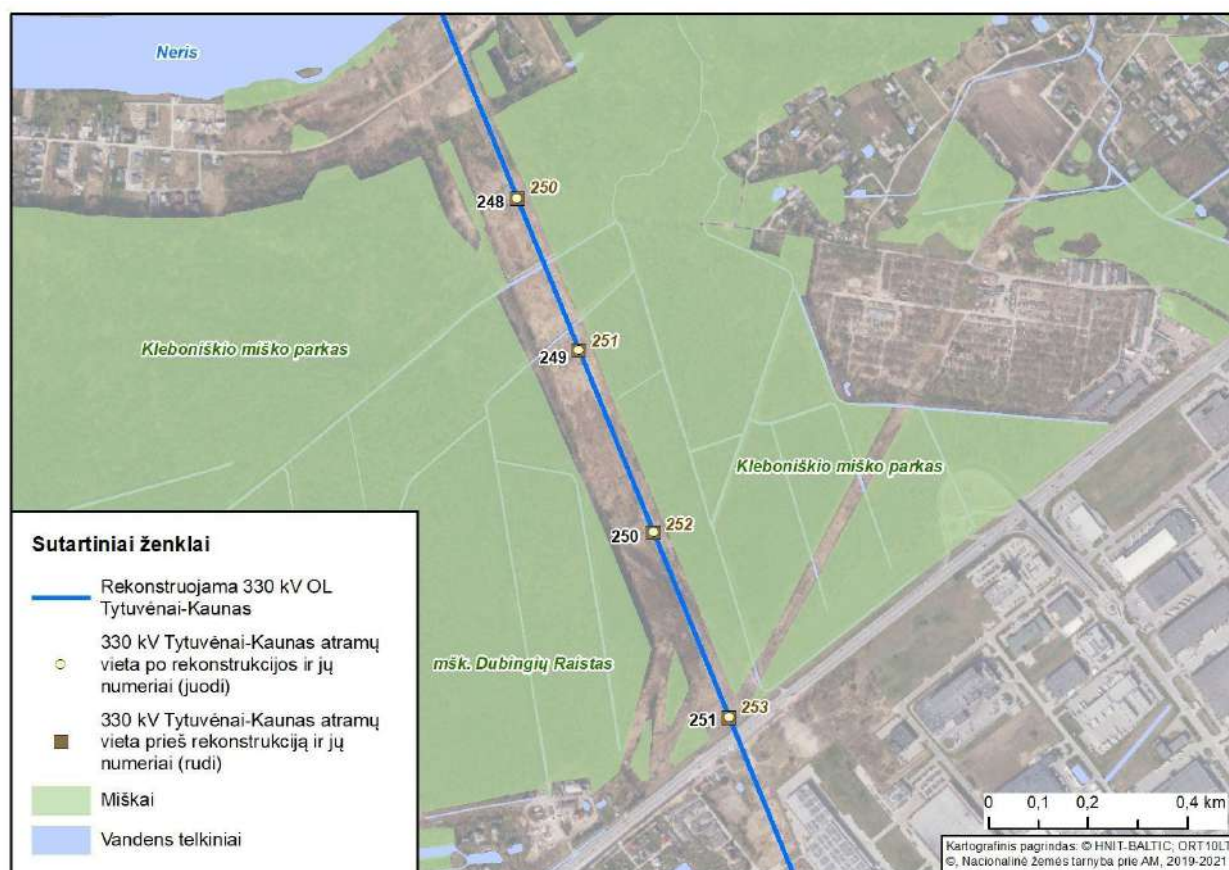 Neris
248
250
Kleboniškio miško parkas
249
251
Kleboniškio miško parkas
250
252
mšk. Dubingių Raistas
251
253
Sutartiniai ženklai
Rekonstruojama 330 kV OL
Tytuvėnai-Kaunas
330 kV Tytuvėnai-Kaunas atramų
vieta po rekonstrukcijos ir jų
numeriai (juodi)
330 kV Tytuvėnai-Kaunas atramų
vieta prieš rekonstrukciją ir jų
numeriai (rudi)
Miškai
Vandens telkiniai
0 0,1 0,2 0,4 km
Kartografinis pagrindas: © HNIT-BALTIC; ORT10LT
©, Nacionalinė žemės tarnyba prie AM, 2019-2021